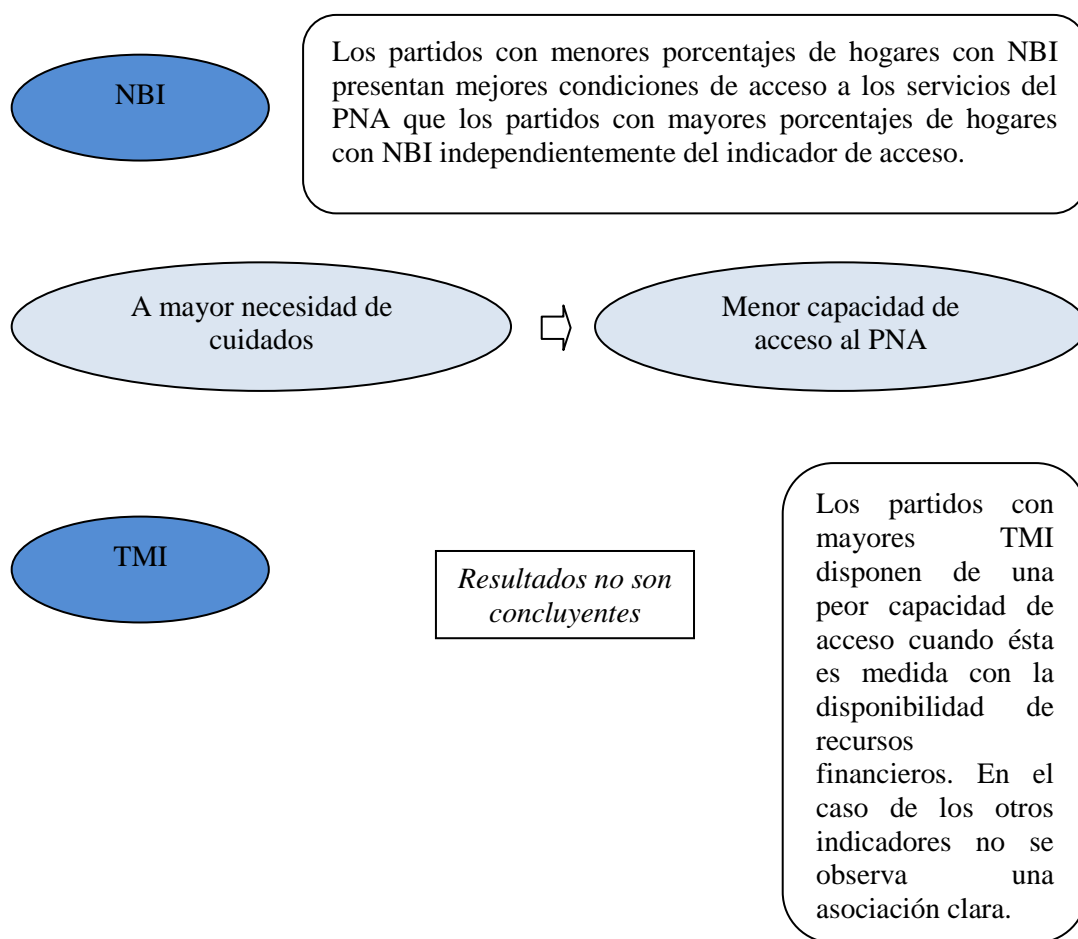 NBI
Los partidos con menores porcentajes de hogares con NBI
presentan mejores condiciones de acceso a los servicios del
PNA que los partidos con mayores porcentajes de hogares
con NBI independientemente del indicador de acceso.
A mayor necesidad de
cuidados
Menor capacidad de
acceso al PNA
TMI
Resultados no son
concluyentes
Los partidos con
mayores TMI
disponen de una
peor capacidad de
acceso cuando ésta
es medida con la
disponibilidad de
recursos
financieros. En el
caso de los otros
indicadores no se
observa una
asociación clara.